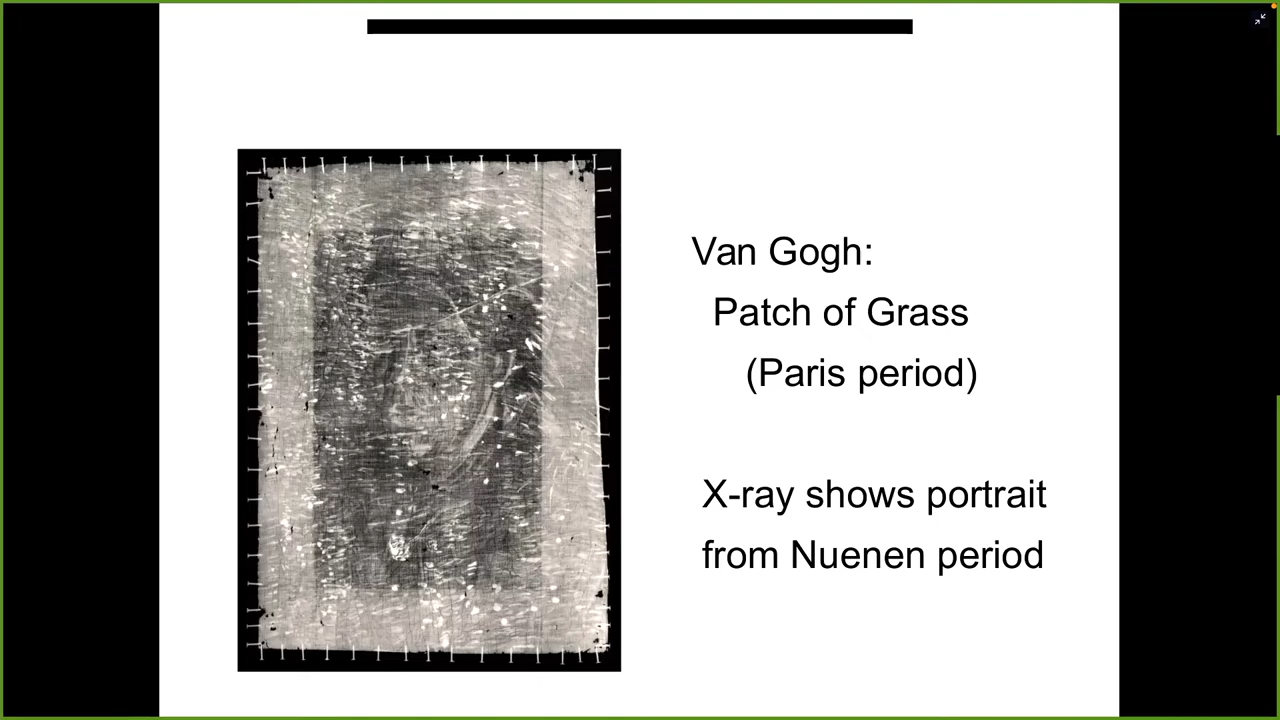 Van Gogh:
Patch of Grass
(Paris period)
X-ray shows portrait
from Nuenen period